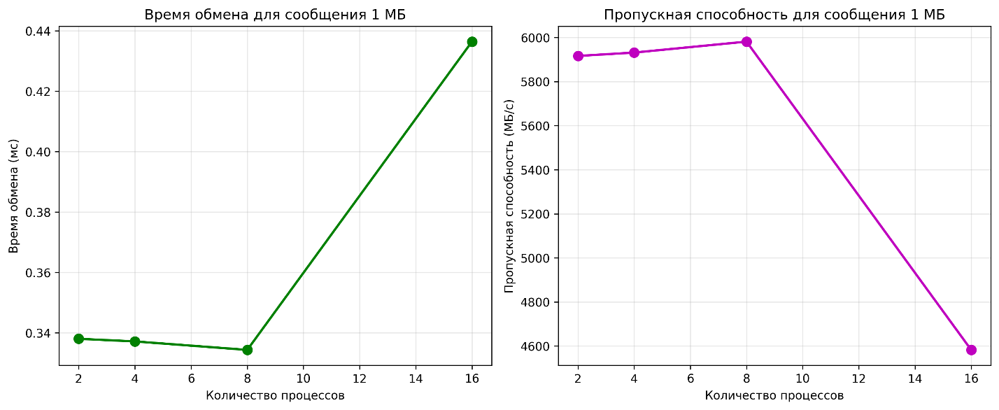 Время обмена для сообщения 1 МБ
0.44
0.42
0.40
0.38
0.36
0.34
Время обмена (мс)
2 4 6 8 10 12 14 16
Количество процессов
Пропускная способность для сообщения 1 МБ
6000
5800
5600
5400
5200
5000
4800
4600
Пропускная способность (МБ/с)
2 4 6 8 10 12 14 16
Количество процессов